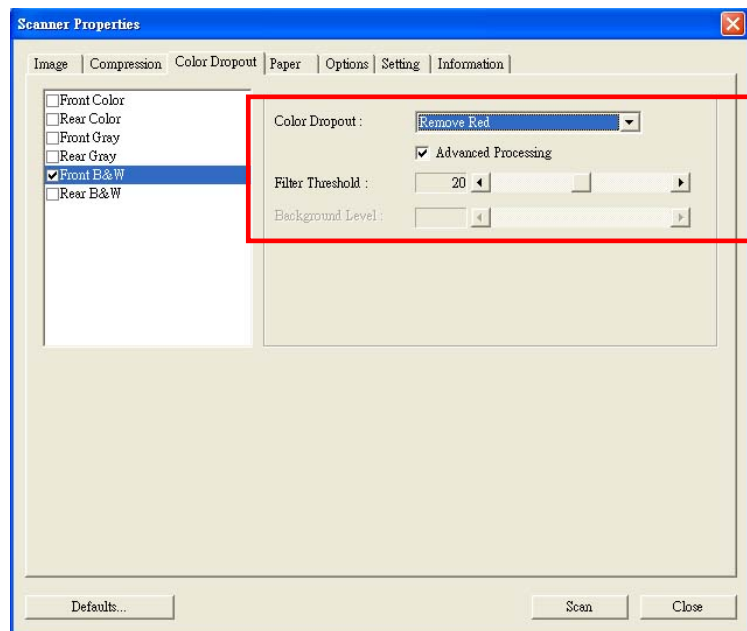 Scanner Properties
Image Compression Color Dropout Paper Options Setting Information
Front Color
Rear Color
Front Gray
Rear Gray
Front B&W
Rear B&W
Color Dropout : Remove Red
Advanced Processing
Filter Threshold : 20
Background Level :
Defaults... Scan Close